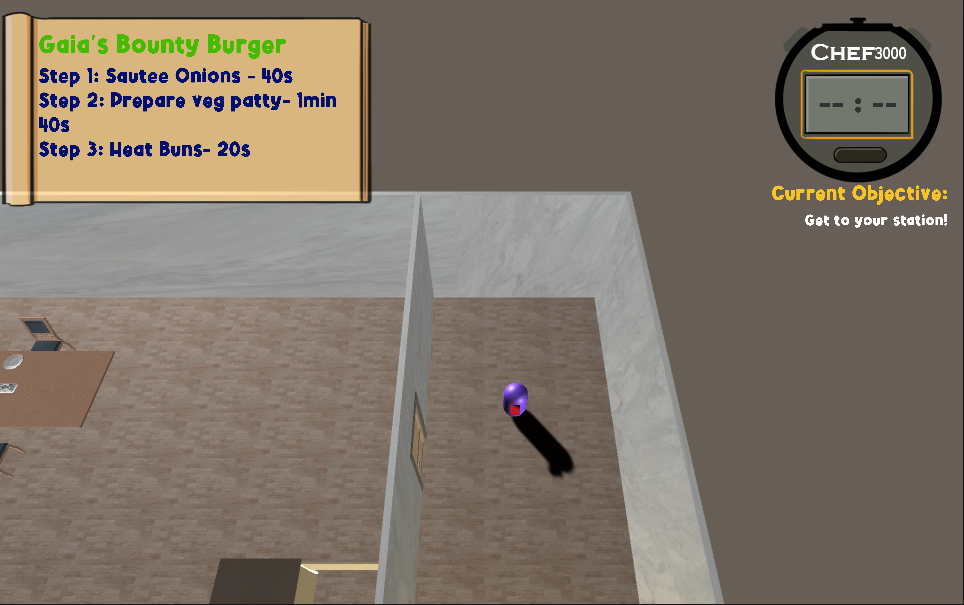 Gaia's Bounty Burger
Step 1: Sautee Onions - 40s
Step 2: Prepare veg patty- 1min
40s
Step 3: Heat Buns- 20s
CHEF3000
-- : --
Current Objective:
Get to your station!